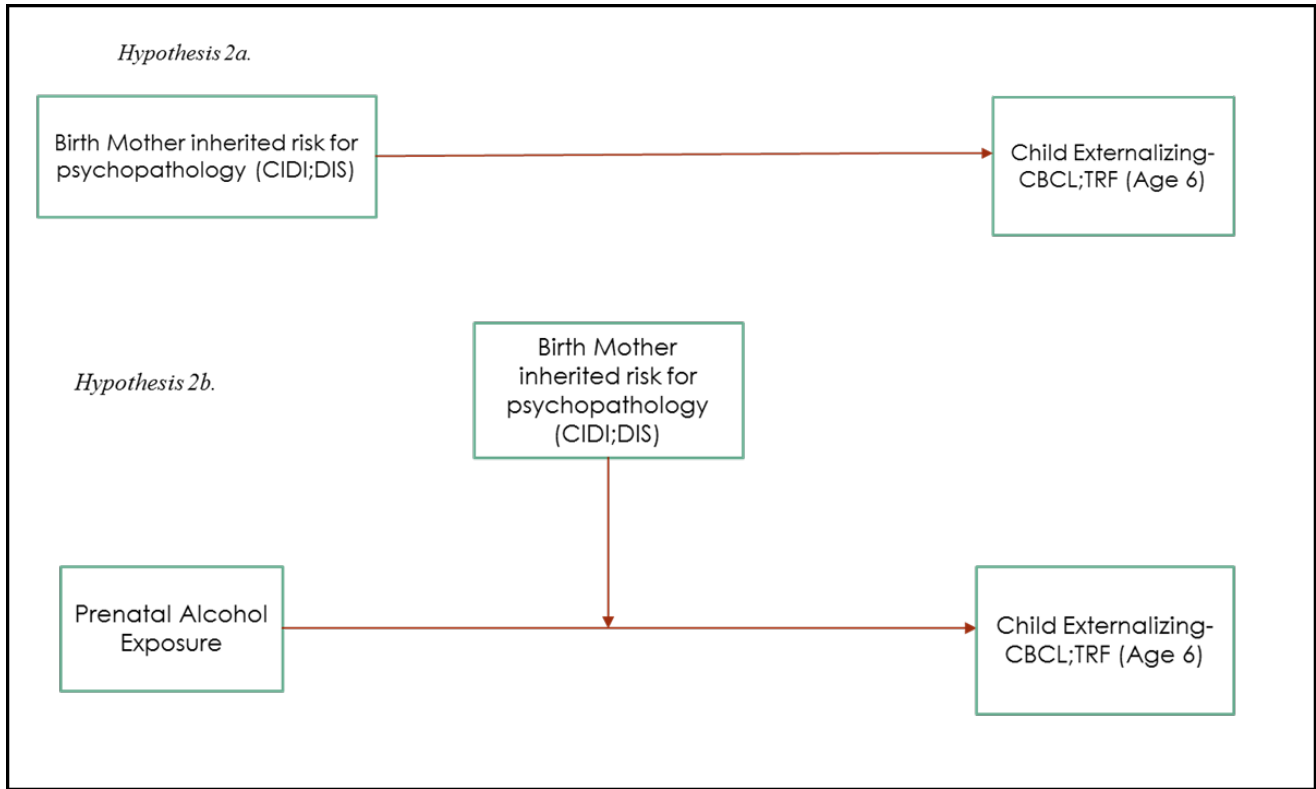 Hypothesis 2a.
Birth Mother inherited risk for
psychopathology (CIDI;DIS)
Child Externalizing-
CBCL;TRF (Age 6)
Hypothesis 2b.
Birth Mother
inherited risk for
psychopathology
(CIDI;DIS)
Prenatal Alcohol
Exposure
Child Externalizing-
CBCL;TRF (Age 6)